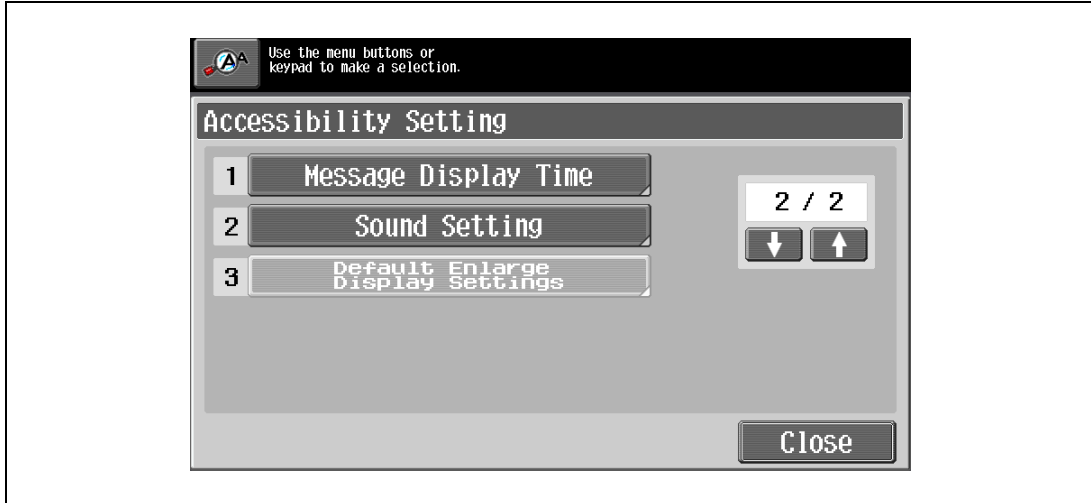 AA
Use the menu buttons or
keypad to make a selection.
Accessibility Setting
1 Message Display Time
2 / 2
2 Sound Setting
3 Default Enlarge
Display Settings
Close